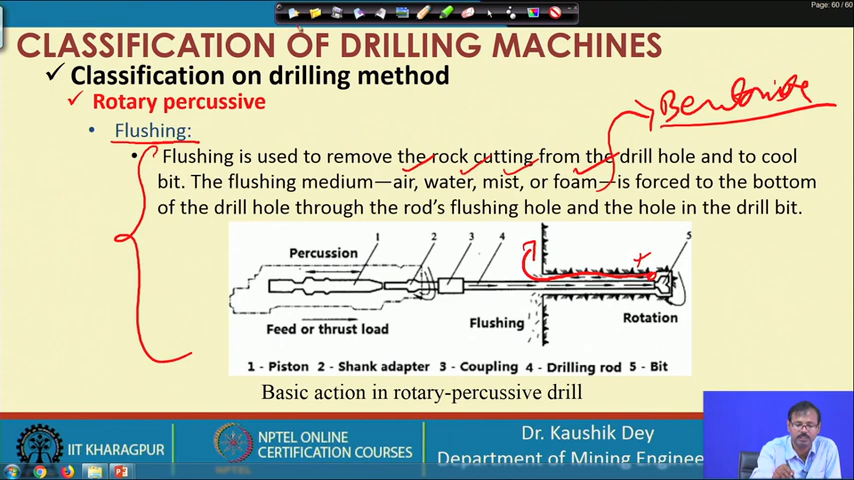 Page: 60 / 60
CLASSIFICATION OF DRILLING MACHINES
✓ Classification on drilling method
✓ Rotary percussive
• Flushing:
Bentonite
• Flushing is used to remove the rock cutting from the drill hole and to cool
bit. The flushing medium—air, water, mist, or foam—is forced to the bottom
of the drill hole through the rod's flushing hole and the hole in the drill bit.
Percussion 1 2 3 4 5
Feed or thrust load Flushing Rotation
1 - Piston 2 - Shank adapter 3 - Coupling 4 - Drilling rod 5 - Bit
Basic action in rotary-percussive drill
IIT KHARAGPUR
NPTEL ONLINE
CERTIFICATION COURSES
Dr. Kaushik Dey
Department of Mining Enginee